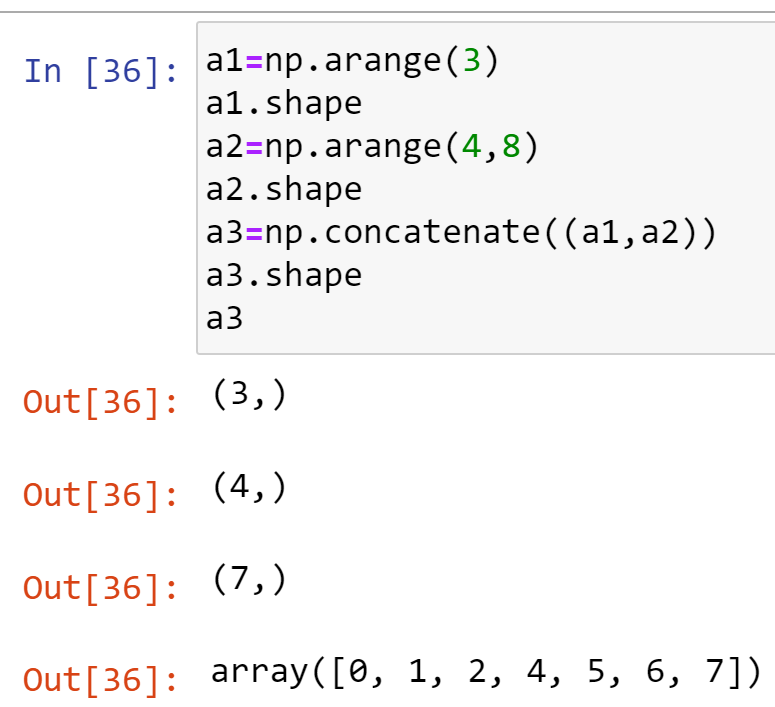 In [36]: a1=np.arange(3)
a1.shape
a2=np.arange(4,8)
a2.shape
a3=np.concatenate((a1,a2))
a3.shape
a3
Out[36]: (3,)
Out[36]: (4,)
Out[36]: (7,)
Out[36]: array([0, 1, 2, 4, 5, 6, 7])